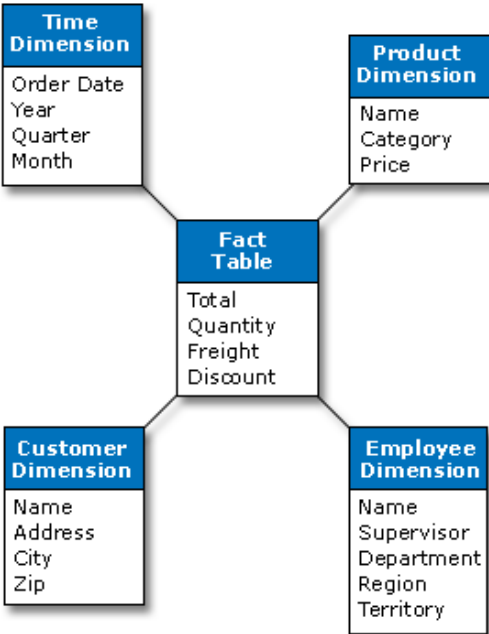 Time
Dimension
Order Date
Year
Quarter
Month
Product
Dimension
Name
Category
Price
Fact
Table
Total
Quantity
Freight
Discount
Customer
Dimension
Name
Address
City
Zip
Employee
Dimension
Name
Supervisor
Department
Region
Territory